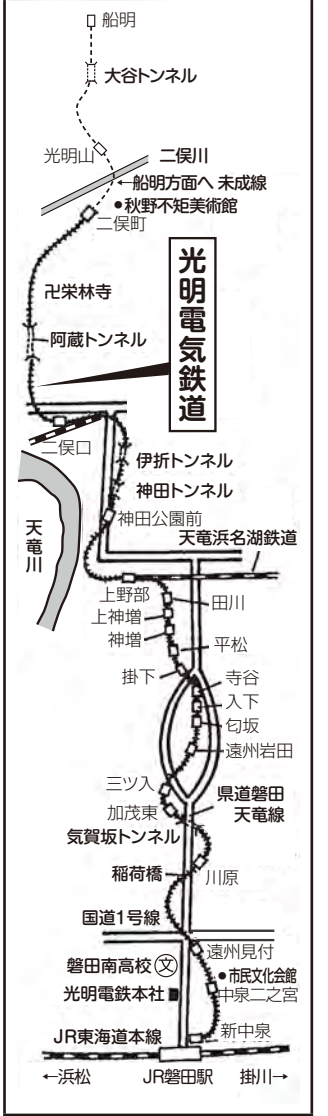 船明
大谷トンネル
光明山
二俣川
←船明方面へ 未成線
●秋野不矩美術館
二俣町
光明電気鉄道
卍栄林寺
阿蔵トンネル
二俣口
伊折トンネル
神田トンネル
神田公園前
天竜川
天竜浜名湖鉄道
上野部
田川
上神増
神増
平松
掛下
寺谷
入下
匂坂
遠州岩田
三ツ入
県道磐田
天竜線
加茂東
気賀坂トンネル
稲荷橋
川原
国道1号線
遠州見付
磐田南高校 文
●市民文化会館
光明電鉄本社■
中泉二之宮
新中泉
JR東海道本線
←浜松
JR磐田駅
掛川→